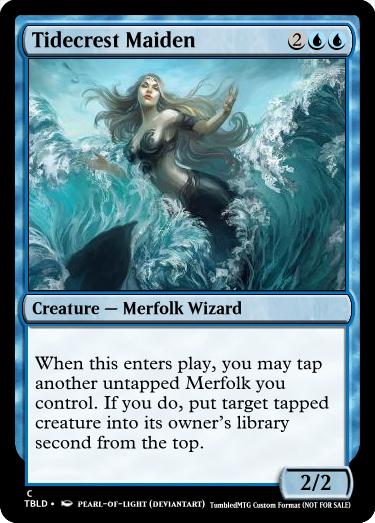 Tidecrest Maiden 2
Creature — Merfolk Wizard
When this enters play, you may tap
another untapped Merfolk you
control. If you do, put target tapped
creature into its owner's library
second from the top.
2/2
C
TBLD • PEARL-OF-LIGHT (DEVIANTART) TumbledMTG Custom Format (NOT FOR SALE)